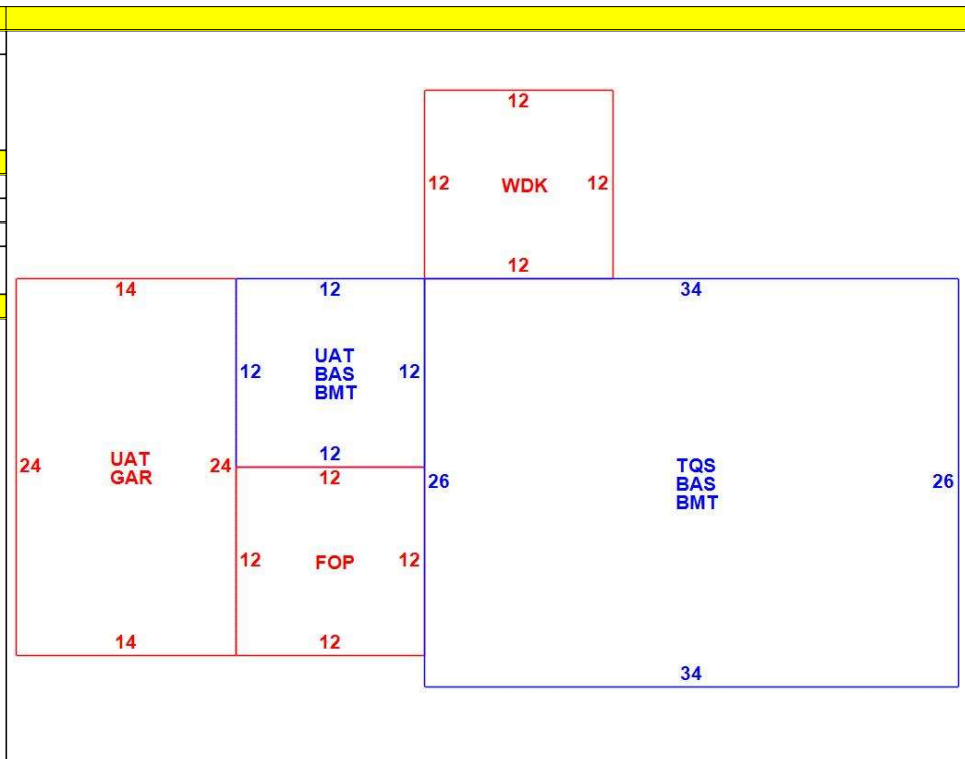 12
12 WDK 12
12
14 12 34
12 UAT BAS BMT 12
24 UAT GAR 24
12
12
26 TQS BAS BMT 26
12 FOP 12
14 12
34